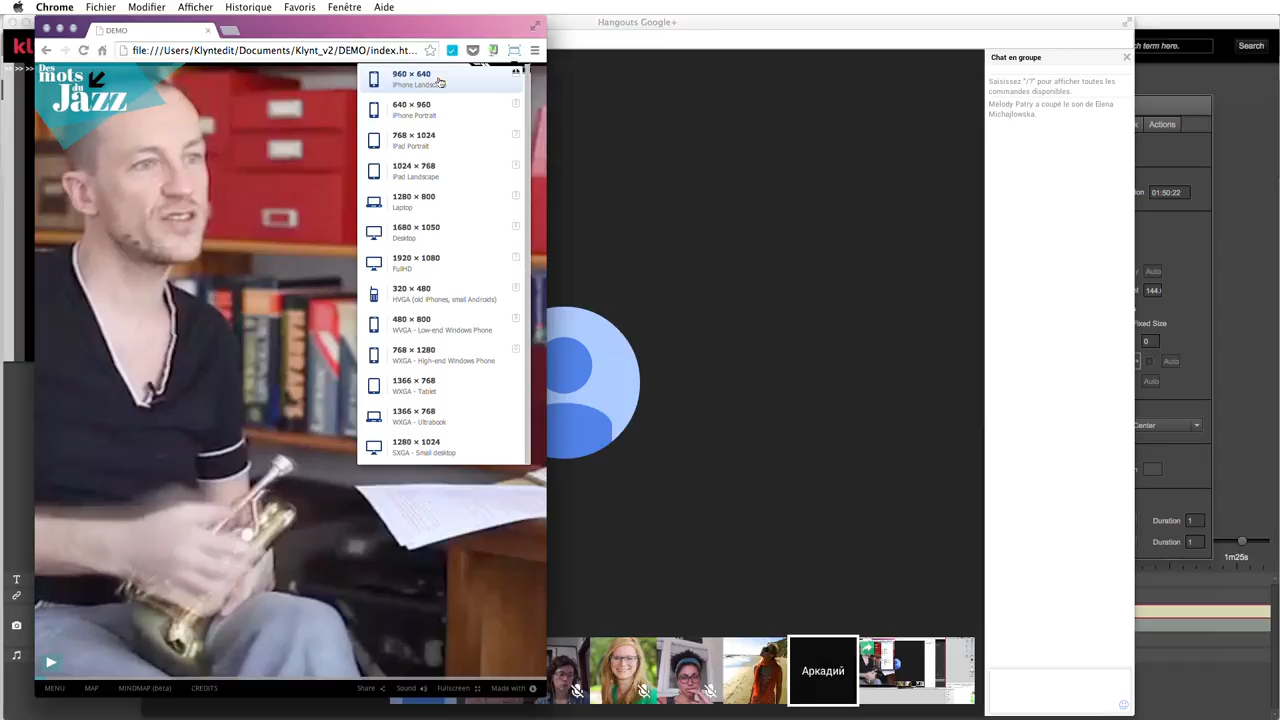 Chrome Fichier Modifier Afficher Historique Favoris Fenêtre Aide
Hangouts Google+
DEMO
file:///Users/Klyntedit/Documents/Klynt_v2/DEMO/index.ht...
ch term here.
Search
Des
mots
du
Jazz
960 × 640
iPhone Landscape
640 × 960
iPhone Portrait
768 × 1024
iPad Portrait
1024 × 768
iPad Landscape
1280 × 800
Laptop
1680 × 1050
Desktop
1920 × 1080
FullHD
320 × 480
HVGA (old iPhones, small Androids)
480 × 800
WVGA - Low-end Windows Phone
768 × 1280
WXGA - High-end Windows Phone
1366 × 768
WXGA - Tablet
1366 × 768
WXGA - Ultrabook
1280 × 1024
SXGA - Small desktop
Chat en groupe
Saisissez "/?" pour afficher toutes les
commandes disponibles.
Mélody Patry a coupé le son de Elena
Michajlowska.
Actions
01:50:22
Auto
144
Fixed Size
0
Auto
Auto
Center
Duration 1
Duration 1
1m25s
Аркадий
MENU MAP MINDMAP (beta) CREDITS Share Sound Fullscreen Made with